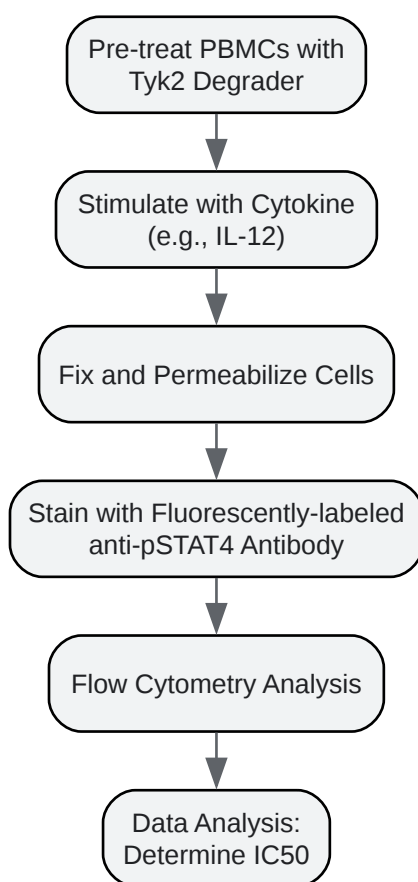 Pre-treat PBMCs with
Tyk2 Degrader
Stimulate with Cytokine
(e.g., IL-12)
Fix and Permeabilize Cells
Stain with Fluorescently-labeled
anti-pSTAT4 Antibody
Flow Cytometry Analysis
Data Analysis:
Determine IC50